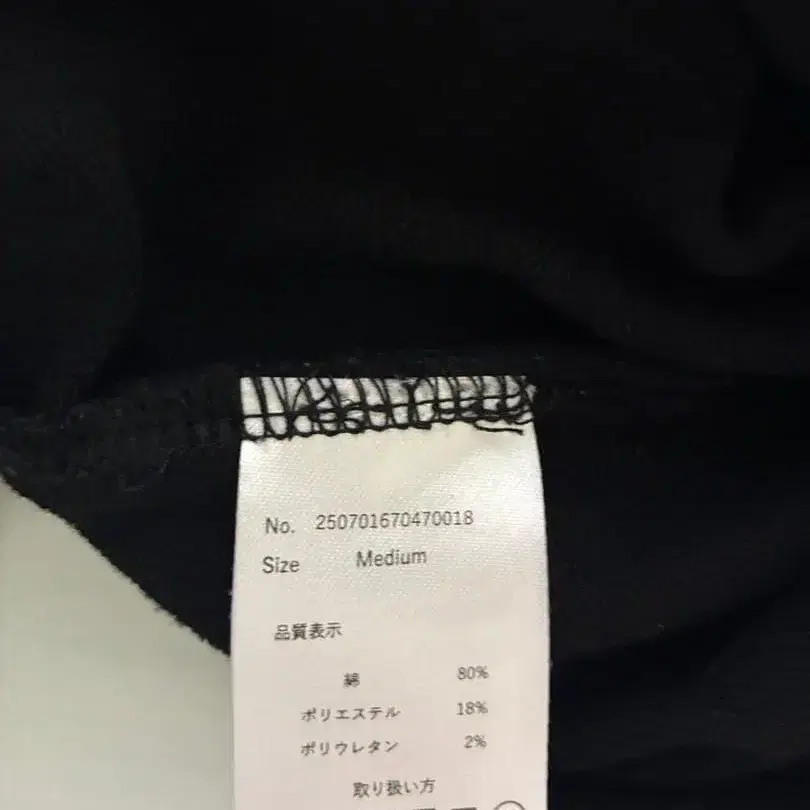 No. 250701670470018
Size Medium
品質表示
綿 80%
ポリエステル 18%
ポリウレタン 2%
取り扱い方